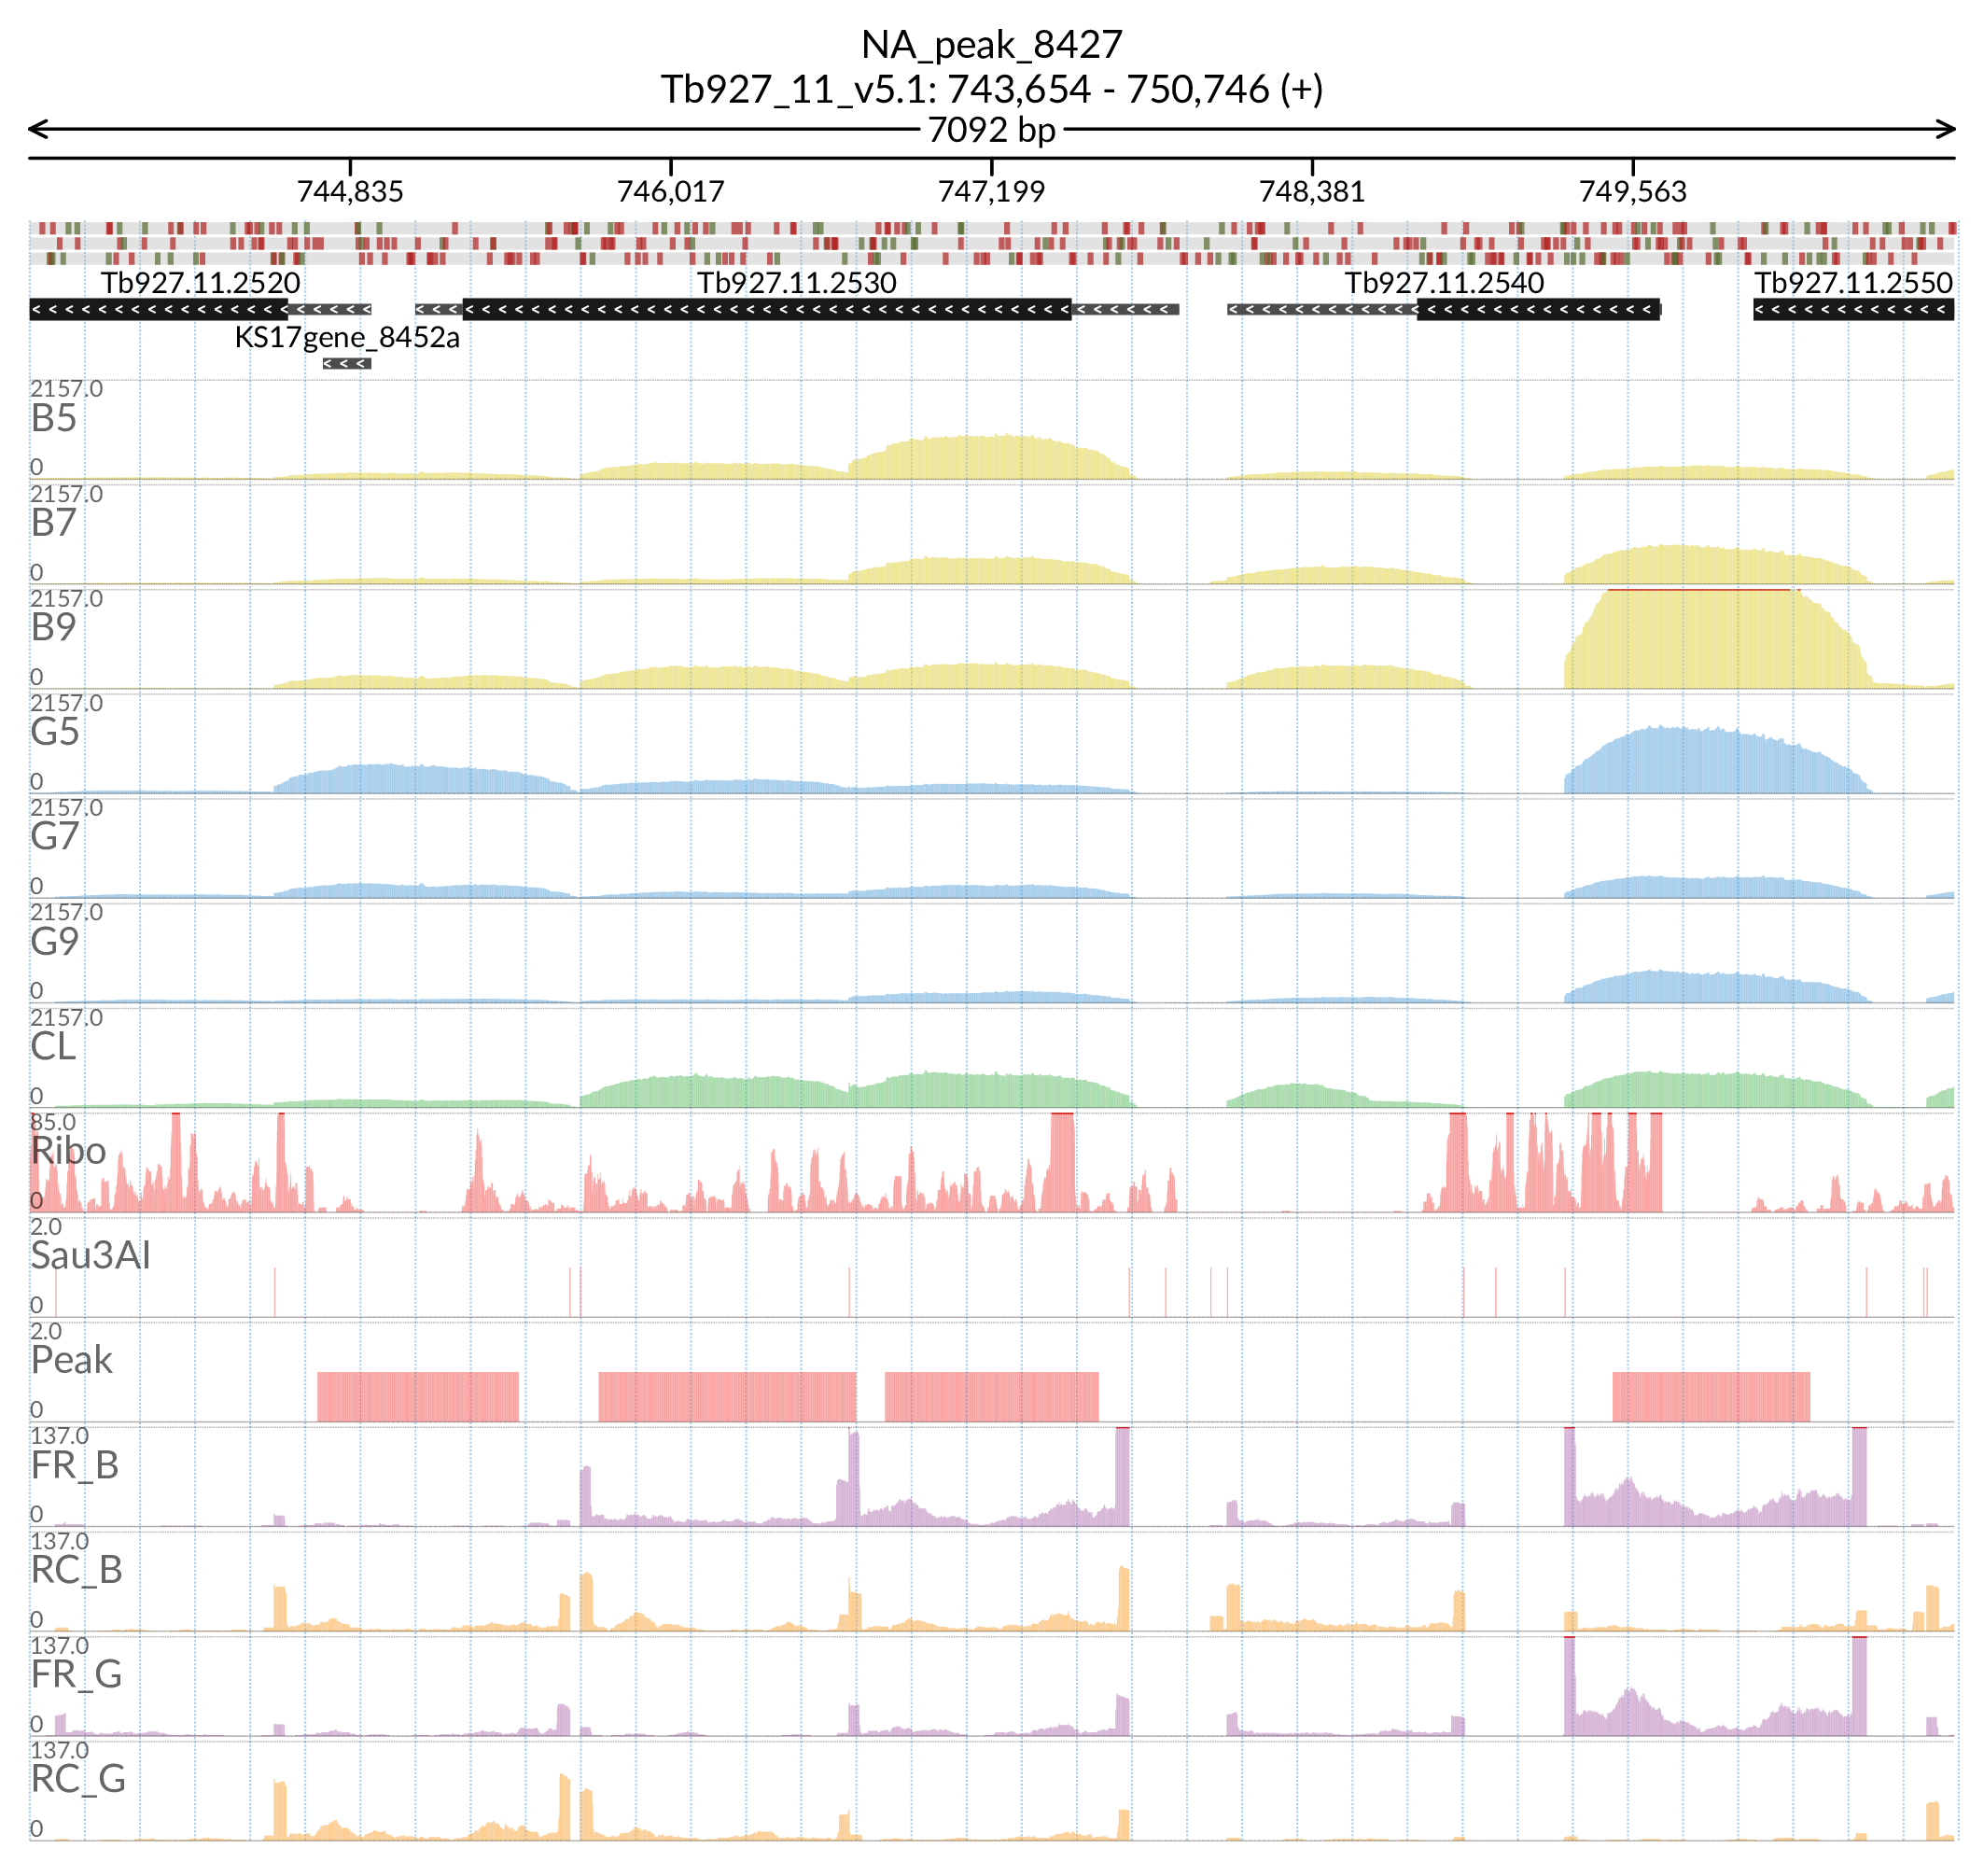 NA_peak_8427
Tb927_11_v5.1: 743,654 - 750,746 (+)
7092 bp
744,835 746,017 747,199 748,381 749,563
Tb927.11.2520 Tb927.11.2530 Tb927.11.2540 Tb927.11.2550
KS17gene_8452a
2157.0
B5
0
2157.0
B7
0
2157.0
B9
0
2157.0
G5
0
2157.0
G7
0
2157.0
G9
0
2157.0
CL
0
85.0
Ribo
0
2.0
Sau3AI
0
2.0
Peak
0
137.0
FR_B
0
137.0
RC_B
0
137.0
FR_G
0
137.0
RC_G
0